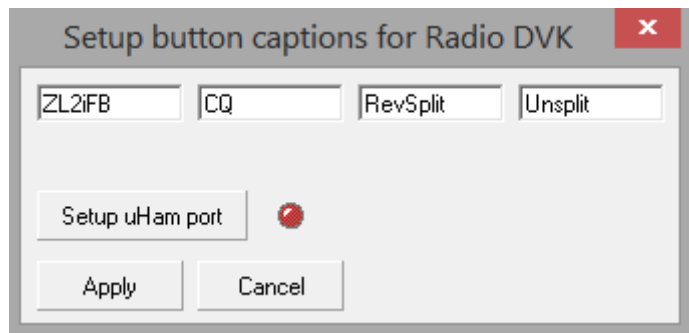 Setup button captions for Radio DVK
ZL2iFB CQ RevSplit Unsplit
Setup uHam port
Apply Cancel